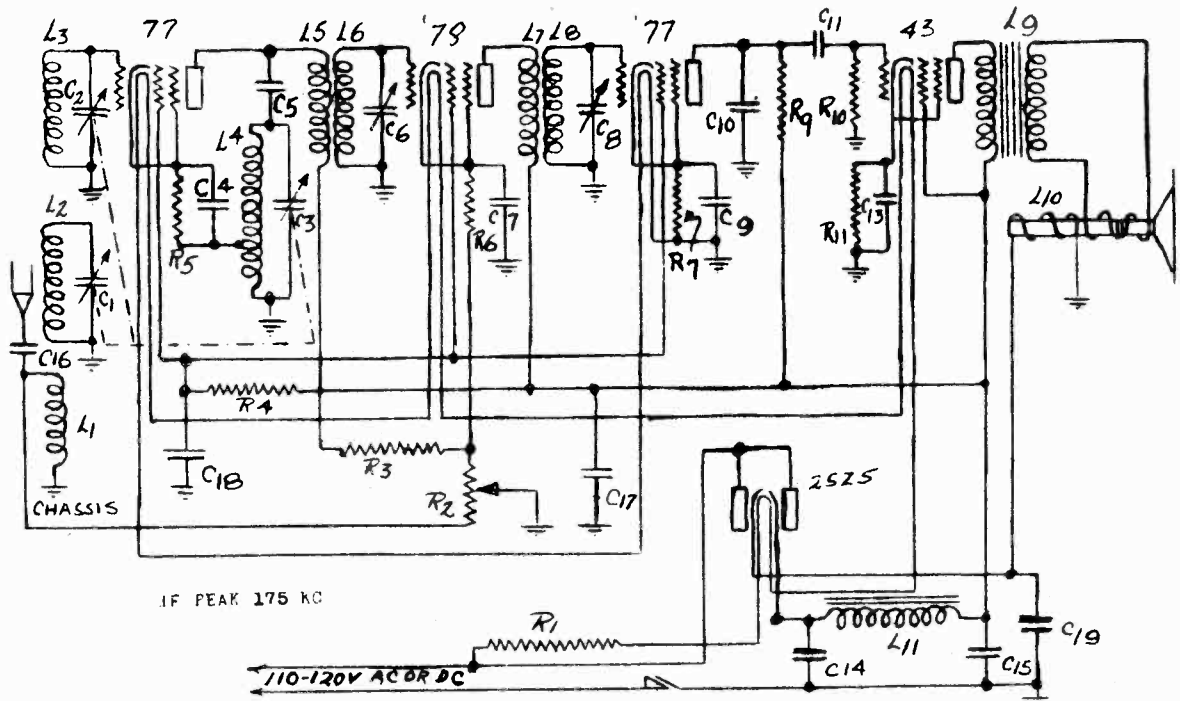 L3
77
L5 L6
'78
L7 L8
'77
C11
43
L9
C2
C5
C6
C8
C10
R9
R10
L4
C14
C3
R5
C7
R6
C9
R7
C13
R11
L10
L2
C1
C16
L1
R4
C18
R3
R2
C17
25Z5
CHASSIS
IF PEAK 175 KC
R1
L11
C14
C15
C19
110-120V AC OR DC